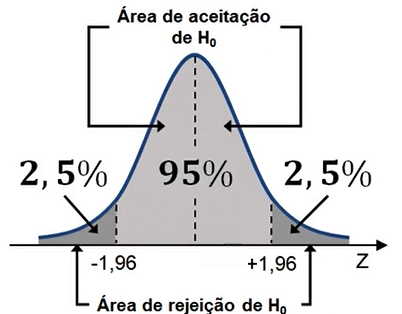 Área de aceitação
de H₀
2,5%
95%
2,5%
-1,96
+1,96
Z
Área de rejeição de H₀